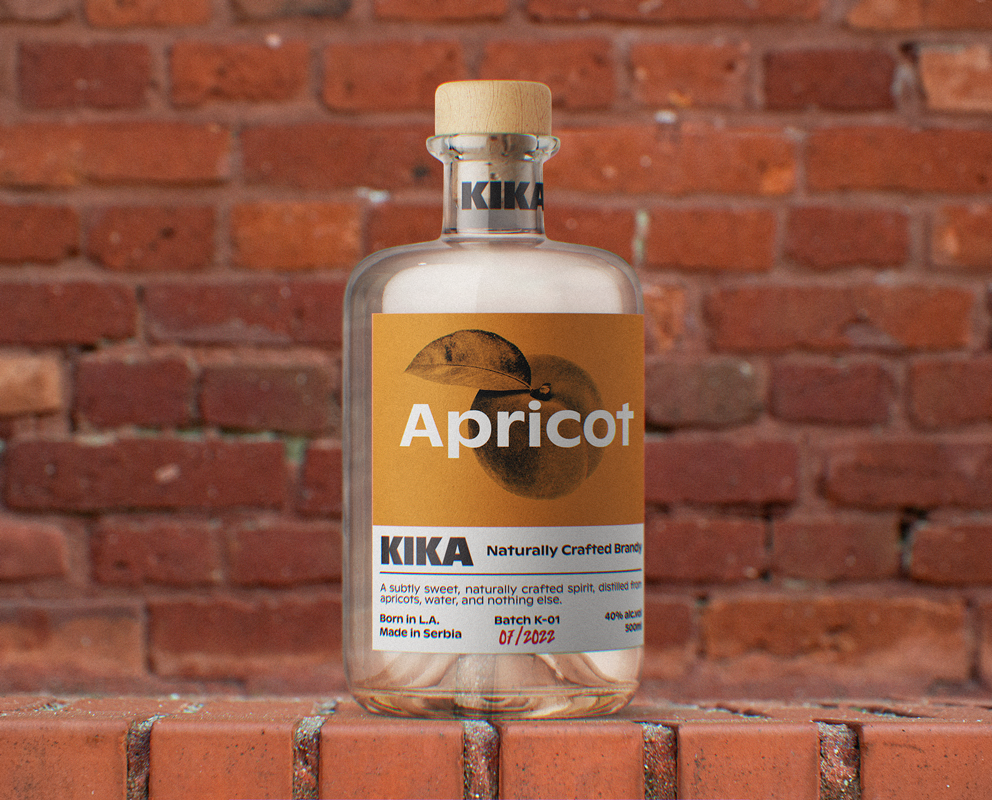 KIKA
Apricot
KIKA Naturally Crafted Brandy
A subtly sweet, naturally crafted spirit, distilled from
apricots, water, and nothing else.
Born in L.A. Batch K-01 40% alc.vol
Made in Serbia 07/2022 500ml